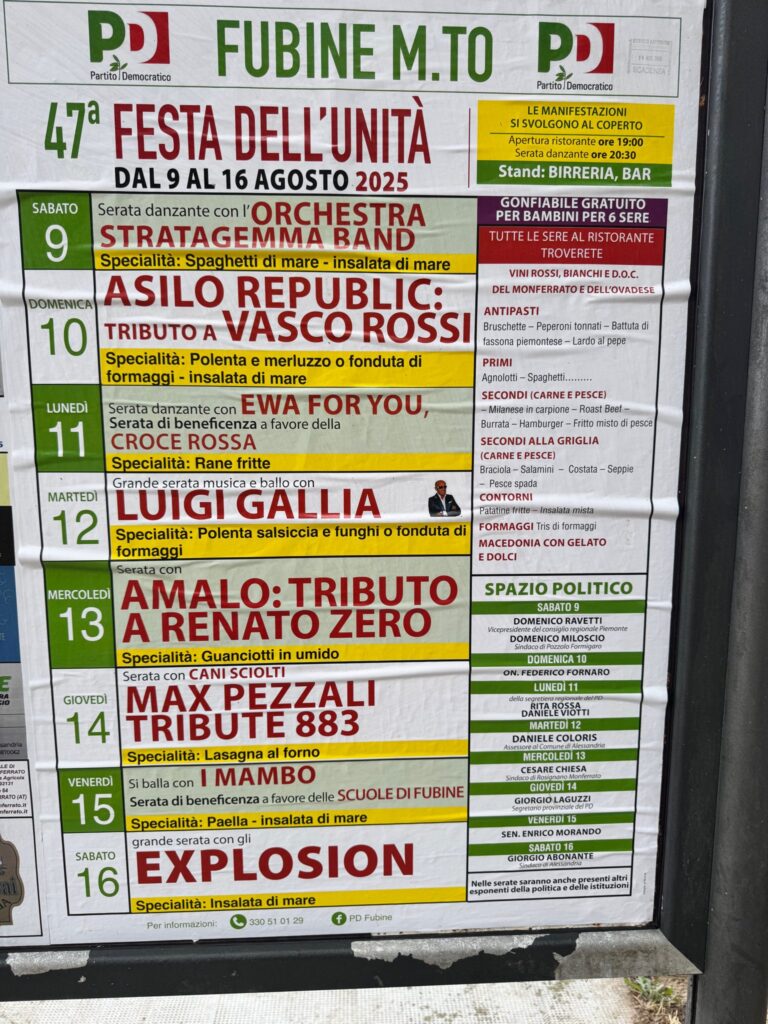 PD
Partito Democratico
FUBINE M.TO
PD
Partito Democratico
SCADENZA
47ª FESTA DELL'UNITÀ
DAL 9 AL 16 AGOSTO 2025
LE MANIFESTAZIONI
SI SVOLGONO AL COPERTO
Apertura ristorante ore 19:00
Serata danzante ore 20:30
Stand: BIRRERIA, BAR
SABATO
9
Serata danzante con l'ORCHESTRA
STRATAGEMMA BAND
Specialità: Spaghetti di mare - insalata di mare
DOMENICA
10
ASILO REPUBLIC:
TRIBUTO A VASCO ROSSI
Specialità: Polenta e merluzzo o fonduta di
formaggi - insalata di mare
LUNEDÌ
11
Serata danzante con EWA FOR YOU,
Serata di beneficenza a favore della
CROCE ROSSA
Specialità: Rane fritte
MARTEDÌ
12
Grande serata musica e ballo con
LUIGI GALLIA
Specialità: Polenta salsiccia e funghi o fonduta di
formaggi
MERCOLEDÌ
13
Serata con
AMALO: TRIBUTO
A RENATO ZERO
Specialità: Guanciotti in umido
GIOVEDÌ
14
Serata con CANI SCIOLTI
MAX PEZZALI
TRIBUTE 883
Specialità: Lasagna al forno
VENERDÌ
15
Si balla con I MAMBO
Serata di beneficenza a favore delle SCUOLE DI FUBINE
Specialità: Paella - insalata di mare
SABATO
16
grande serata con gli
EXPLOSION
Specialità: Insalata di mare
GONFIABILE GRATUITO
PER BAMBINI PER 6 SERE
TUTTE LE SERE AL RISTORANTE
TROVERETE
VINI ROSSI, BIANCHI E D.O.C.
DEL MONFERRATO E DELL'OVADESE
ANTIPASTI
Bruschette – Peperoni tonnati – Battuta di
fassona piemontese – Lardo al pepe
PRIMI
Agnolotti – Spaghetti.........
SECONDI (CARNE E PESCE)
– Milanese in carpione – Roast Beef –
Burrata – Hamburger – Fritto misto di pesce
SECONDI ALLA GRIGLIA
(CARNE E PESCE)
Braciola – Salamini – Costata – Seppie
– Pesce spada
CONTORNI
Patatine fritte – Insalata mista
FORMAGGI Tris di formaggi
MACEDONIA CON GELATO
E DOLCI
SPAZIO POLITICO
SABATO 9
DOMENICO RAVETTI
Vicepresidente del consiglio regionale Piemonte
DOMENICO MILOSCIO
Sindaco di Pozzolo Formigaro
DOMENICA 10
ON. FEDERICO FORNARO
LUNEDÌ 11
della segreteria regionale del PD
RITA ROSSA
DANIELE VIOTTI
MARTEDÌ 12
DANIELE COLORIS
Assessore al Comune di Alessandria
MERCOLEDÌ 13
CESARE CHIESA
Sindaco di Rosignano Monferrato
GIOVEDÌ 14
GIORGIO LAGUZZI
Segretario provinciale del PD
VENERDÌ 15
SEN. ENRICO MORANDO
SABATO 16
GIORGIO ABONANTE
Sindaco di Alessandria
Nelle serate saranno anche presenti altri
esponenti della politica e delle istituzioni
Per informazioni: 330 51 01 29 PD Fubine